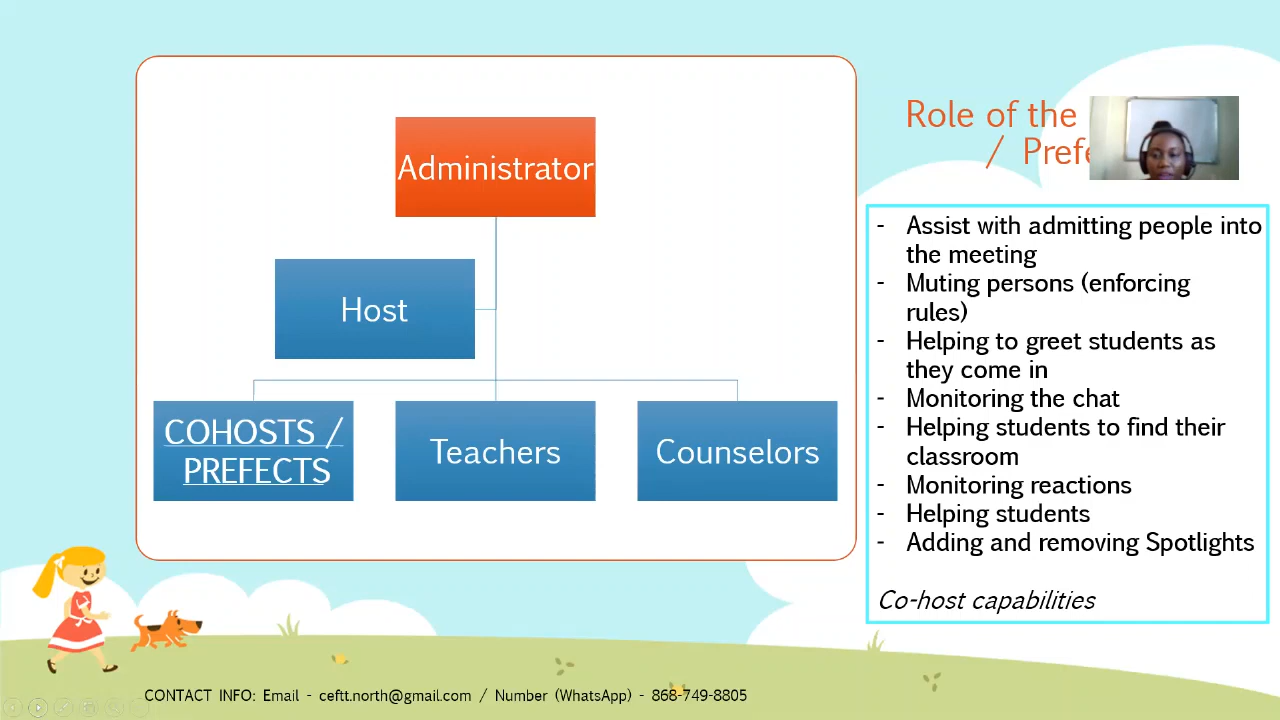 Administrator
Host
COHOSTS /
PREFECTS
Teachers
Counselors
Role of the
/
- Assist with admitting people into
the meeting
- Muting persons (enforcing
rules)
- Helping to greet students as
they come in
- Monitoring the chat
- Helping students to find their
classroom
- Monitoring reactions
- Helping students
- Adding and removing Spotlights
Co-host capabilities
CONTACT INFO: Email - ceftt.north@gmail.com / Number (WhatsApp) - 868-749-8805